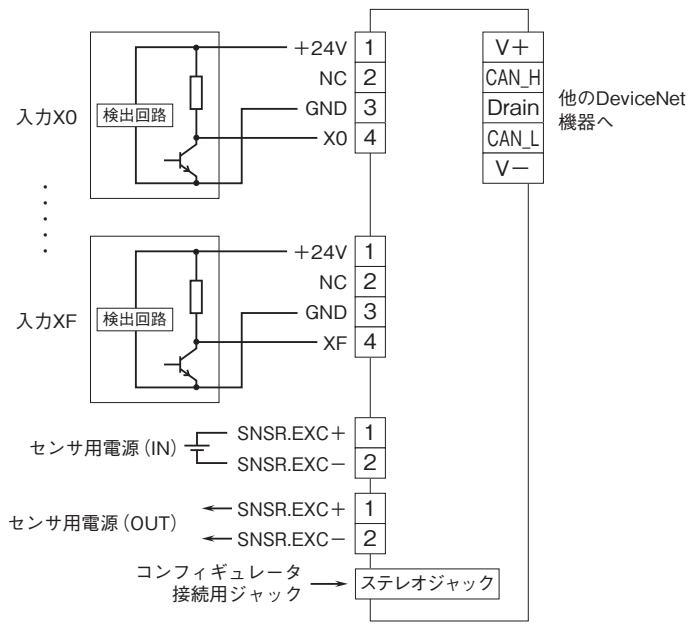 +24V 1
NC 2
GND 3
X0 4
入力X0
検出回路
V+
CAN_H
Drain
CAN_L
V−
他のDeviceNet
機器へ
+24V 1
NC 2
GND 3
XF 4
入力XF
検出回路
センサ用電源(IN)
SNSR.EXC+ 1
SNSR.EXC− 2
センサ用電源(OUT)
SNSR.EXC+ 1
SNSR.EXC− 2
コンフィギュレータ
接続用ジャック
ステレオジャック